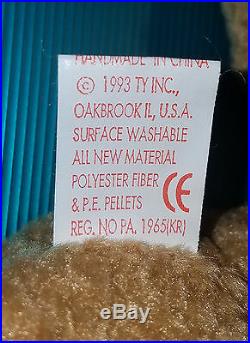 HANDMADE IN CHINA
© 1993 TY INC.,
OAKBROOK IL, U.S.A.
SURFACE WASHABLE
ALL NEW MATERIAL
POLYESTER FIBER
& P.E. PELLETS CE
REG. NO PA. 1965(KR)